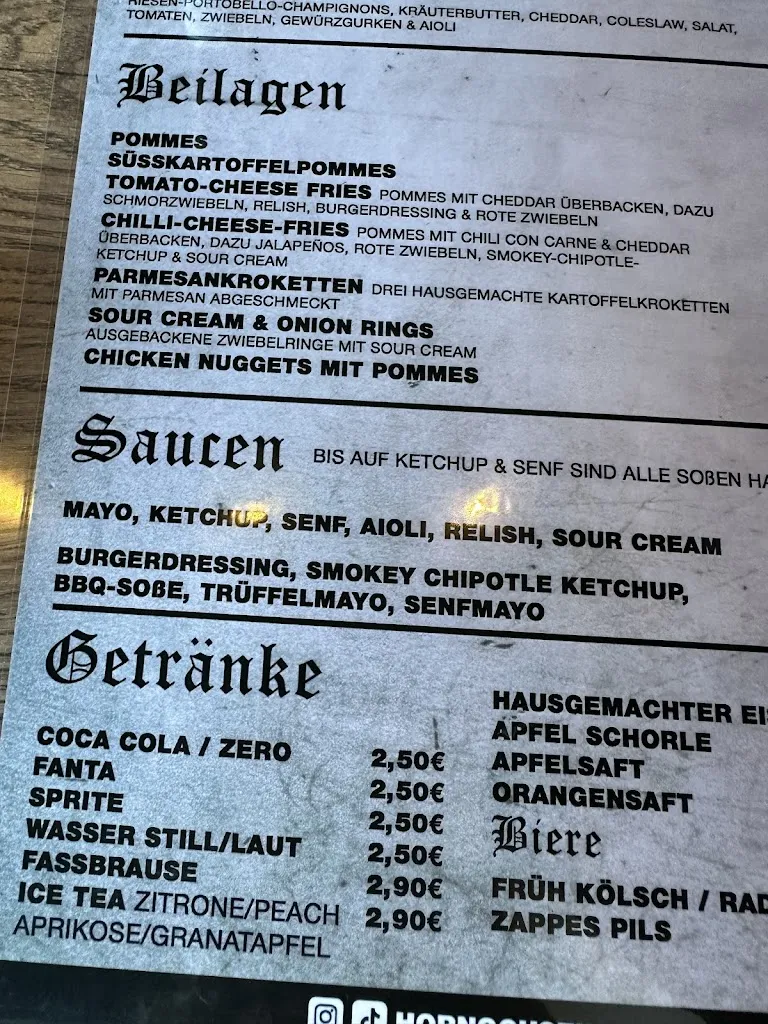 RIESEN-PORTOBELLO-CHAMPIGNONS, KRÄUTERBUTTER, CHEDDAR, COLESLAW, SALAT,
TOMATEN, ZWIEBELN, GEWÜRZGURKEN & AIOLI
Beilagen
POMMES
SÜSSKARTOFFELPOMMES
TOMATO-CHEESE FRIES POMMES MIT CHEDDAR ÜBERBACKEN, DAZU
SCHMORZWIEBELN, RELISH, BURGERDRESSING & ROTE ZWIEBELN
CHILLI-CHEESE-FRIES POMMES MIT CHILI CON CARNE & CHEDDAR
ÜBERBACKEN, DAZU JALAPEÑOS, ROTE ZWIEBELN, SMOKEY-CHIPOTLE-
KETCHUP & SOUR CREAM
PARMESANKROKETTEN DREI HAUSGEMACHTE KARTOFFELKROKETTEN
MIT PARMESAN ABGESCHMECKT
SOUR CREAM & ONION RINGS
AUSGEBACKENE ZWIEBELRINGE MIT SOUR CREAM
CHICKEN NUGGETS MIT POMMES
Saucen BIS AUF KETCHUP & SENF SIND ALLE SOßEN HA
MAYO, KETCHUP, SENF, AIOLI, RELISH, SOUR CREAM
BURGERDRESSING, SMOKEY CHIPOTLE KETCHUP,
BBQ-SOßE, TRÜFFELMAYO, SENFMAYO
Getränke
COCA COLA / ZERO 2,50€
FANTA 2,50€
SPRITE 2,50€
WASSER STILL/LAUT 2,50€
FASSBRAUSE 2,90€
ICE TEA ZITRONE/PEACH 2,90€
APRIKOSE/GRANATAPFEL
HAUSGEMACHTER EI
APFEL SCHORLE
APFELSAFT
ORANGENSAFT
Biere
FRÜH KÖLSCH / RAD
ZAPPES PILS